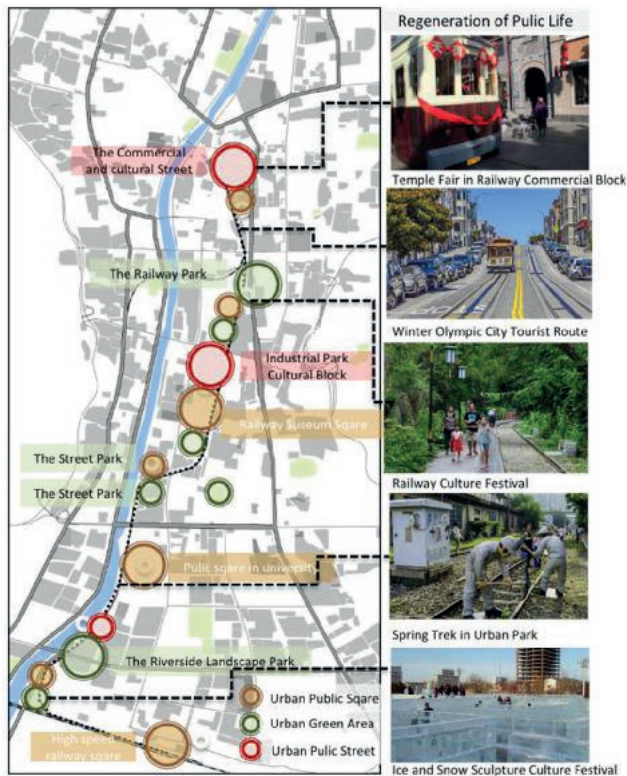 Regeneration of Pulic Life
The Commercial
and cultural Street
Temple Fair in Railway Commercial Block
The Railway Park
Winter Olympic City Tourist Route
Industrial Park
Cultural Block
Railway Suseum Sqare
The Street Park
The Street Park
Railway Culture Festival
Pulic sqare in universit
Spring Trek in Urban Park
The Riverside Landscape Park
Urban Public Sqare
Urban Green Area
Urban Pulic Street
High speed
railway sqare
Ice and Snow Sculpture Culture Festival